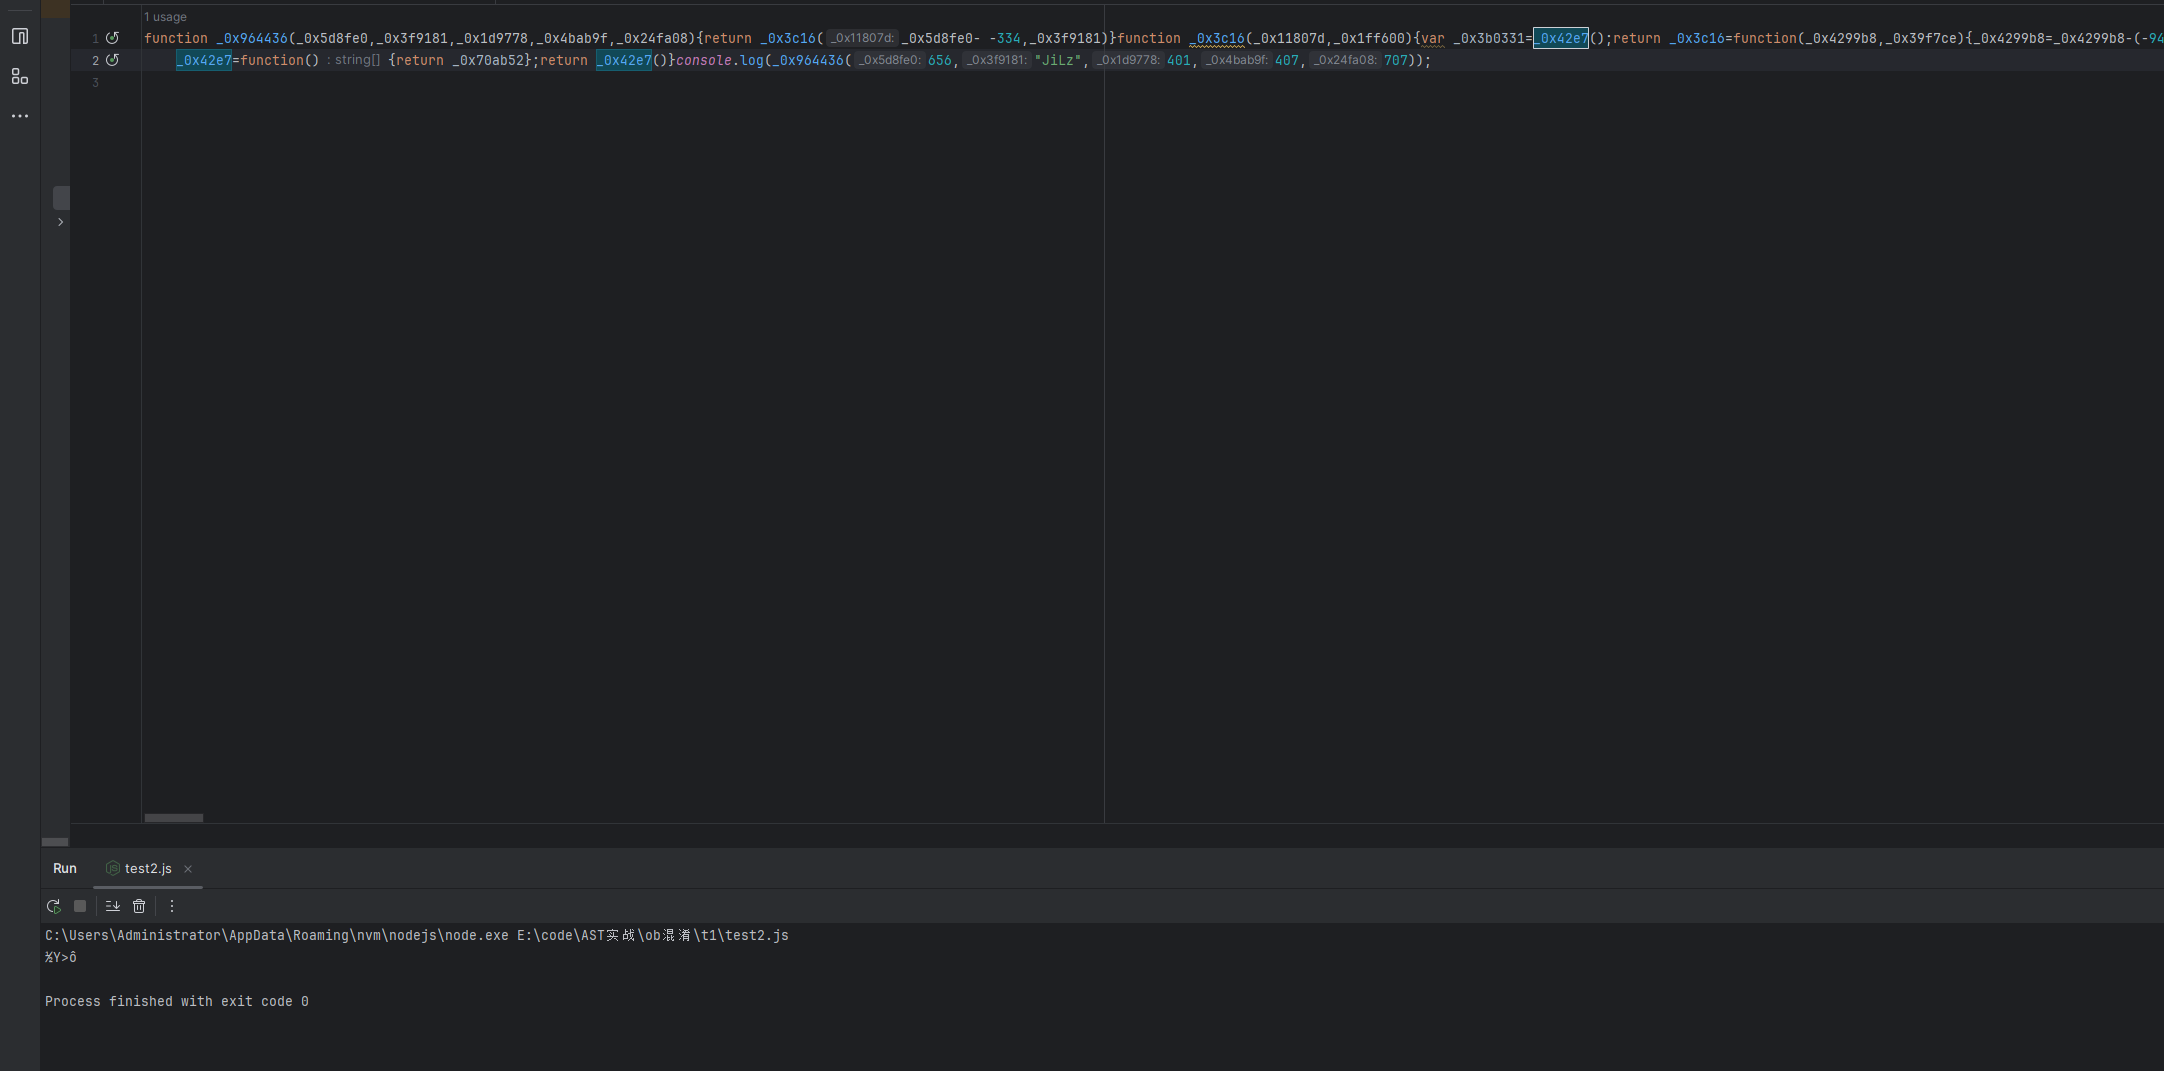 1 usage
1 function _0x964436(_0x5d8fe0,_0x3f9181,_0x1d9778,_0x4bab9f,_0x24fa08){return _0x3c16( _0x11807d: _0x5d8fe0- -334,_0x3f9181)}function _0x3c16(_0x11807d,_0x1ff600){var _0x3b0331=_0x42e7();return _0x3c16=function(_0x4299b8,_0x39f7ce){_0x4299b8=_0x4299b8-(-94
2 _0x42e7=function() : string[] {return _0x70ab52};return _0x42e7()}console.log(_0x964436( _0x5d8fe0: 656, _0x3f9181: "JiLz", _0x1d9778: 401, _0x4bab9f: 407, _0x24fa08: 707));
3
Run test2.js
C:\Users\Administrator\AppData\Roaming\nvm\nodejs\node.exe E:\code\AST实战\ob混淆\t1\test2.js
½Y>ô
Process finished with exit code 0